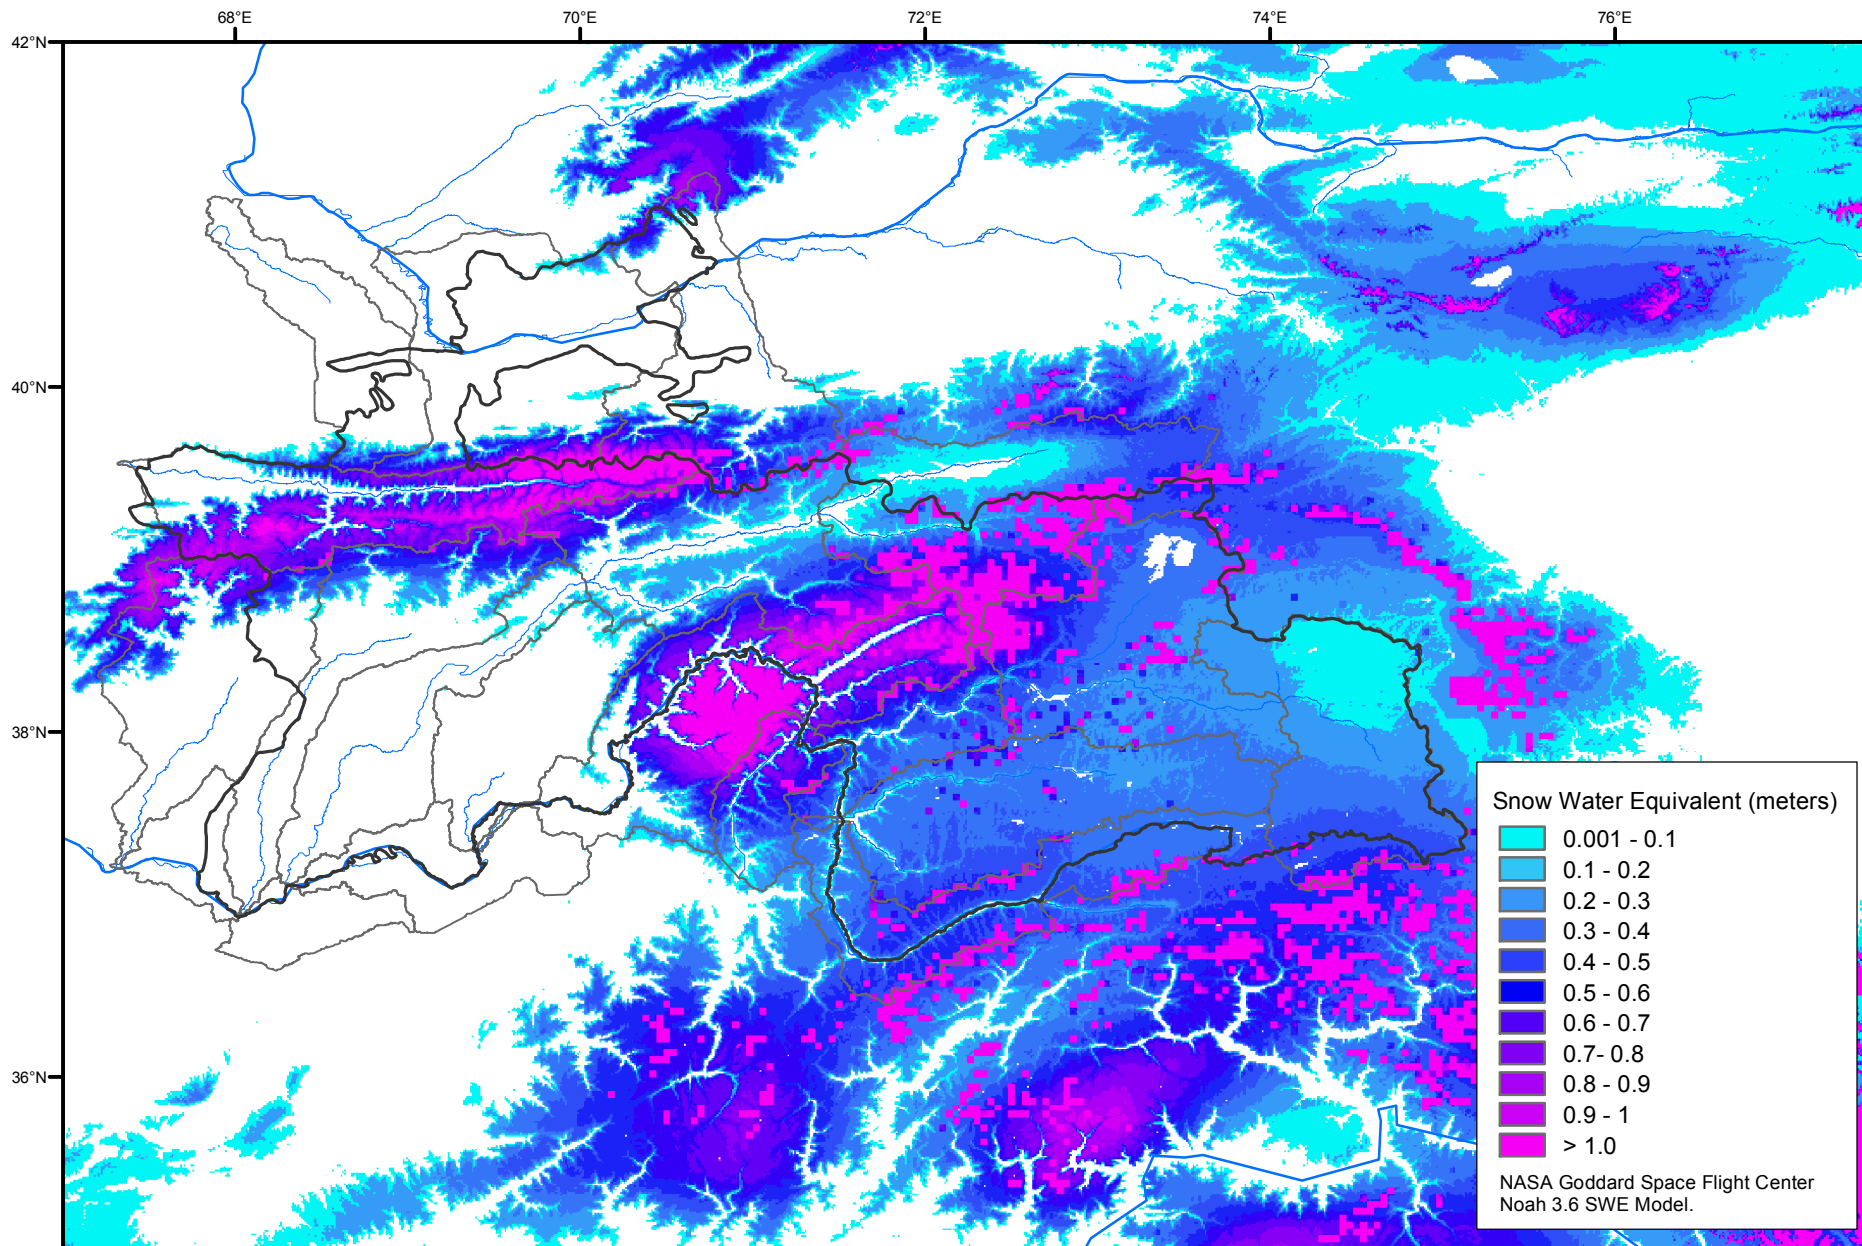 68°E
70°E
72°E
74°E
76°E
42°N
40°N
38°N
36°N
Snow Water Equivalent (meters)
0.001 - 0.1
0.1 - 0.2
0.2 - 0.3
0.3 - 0.4
0.4 - 0.5
0.5 - 0.6
0.6 - 0.7
0.7- 0.8
0.8 - 0.9
0.9 - 1
> 1.0
NASA Goddard Space Flight Center
Noah 3.6 SWE Model.